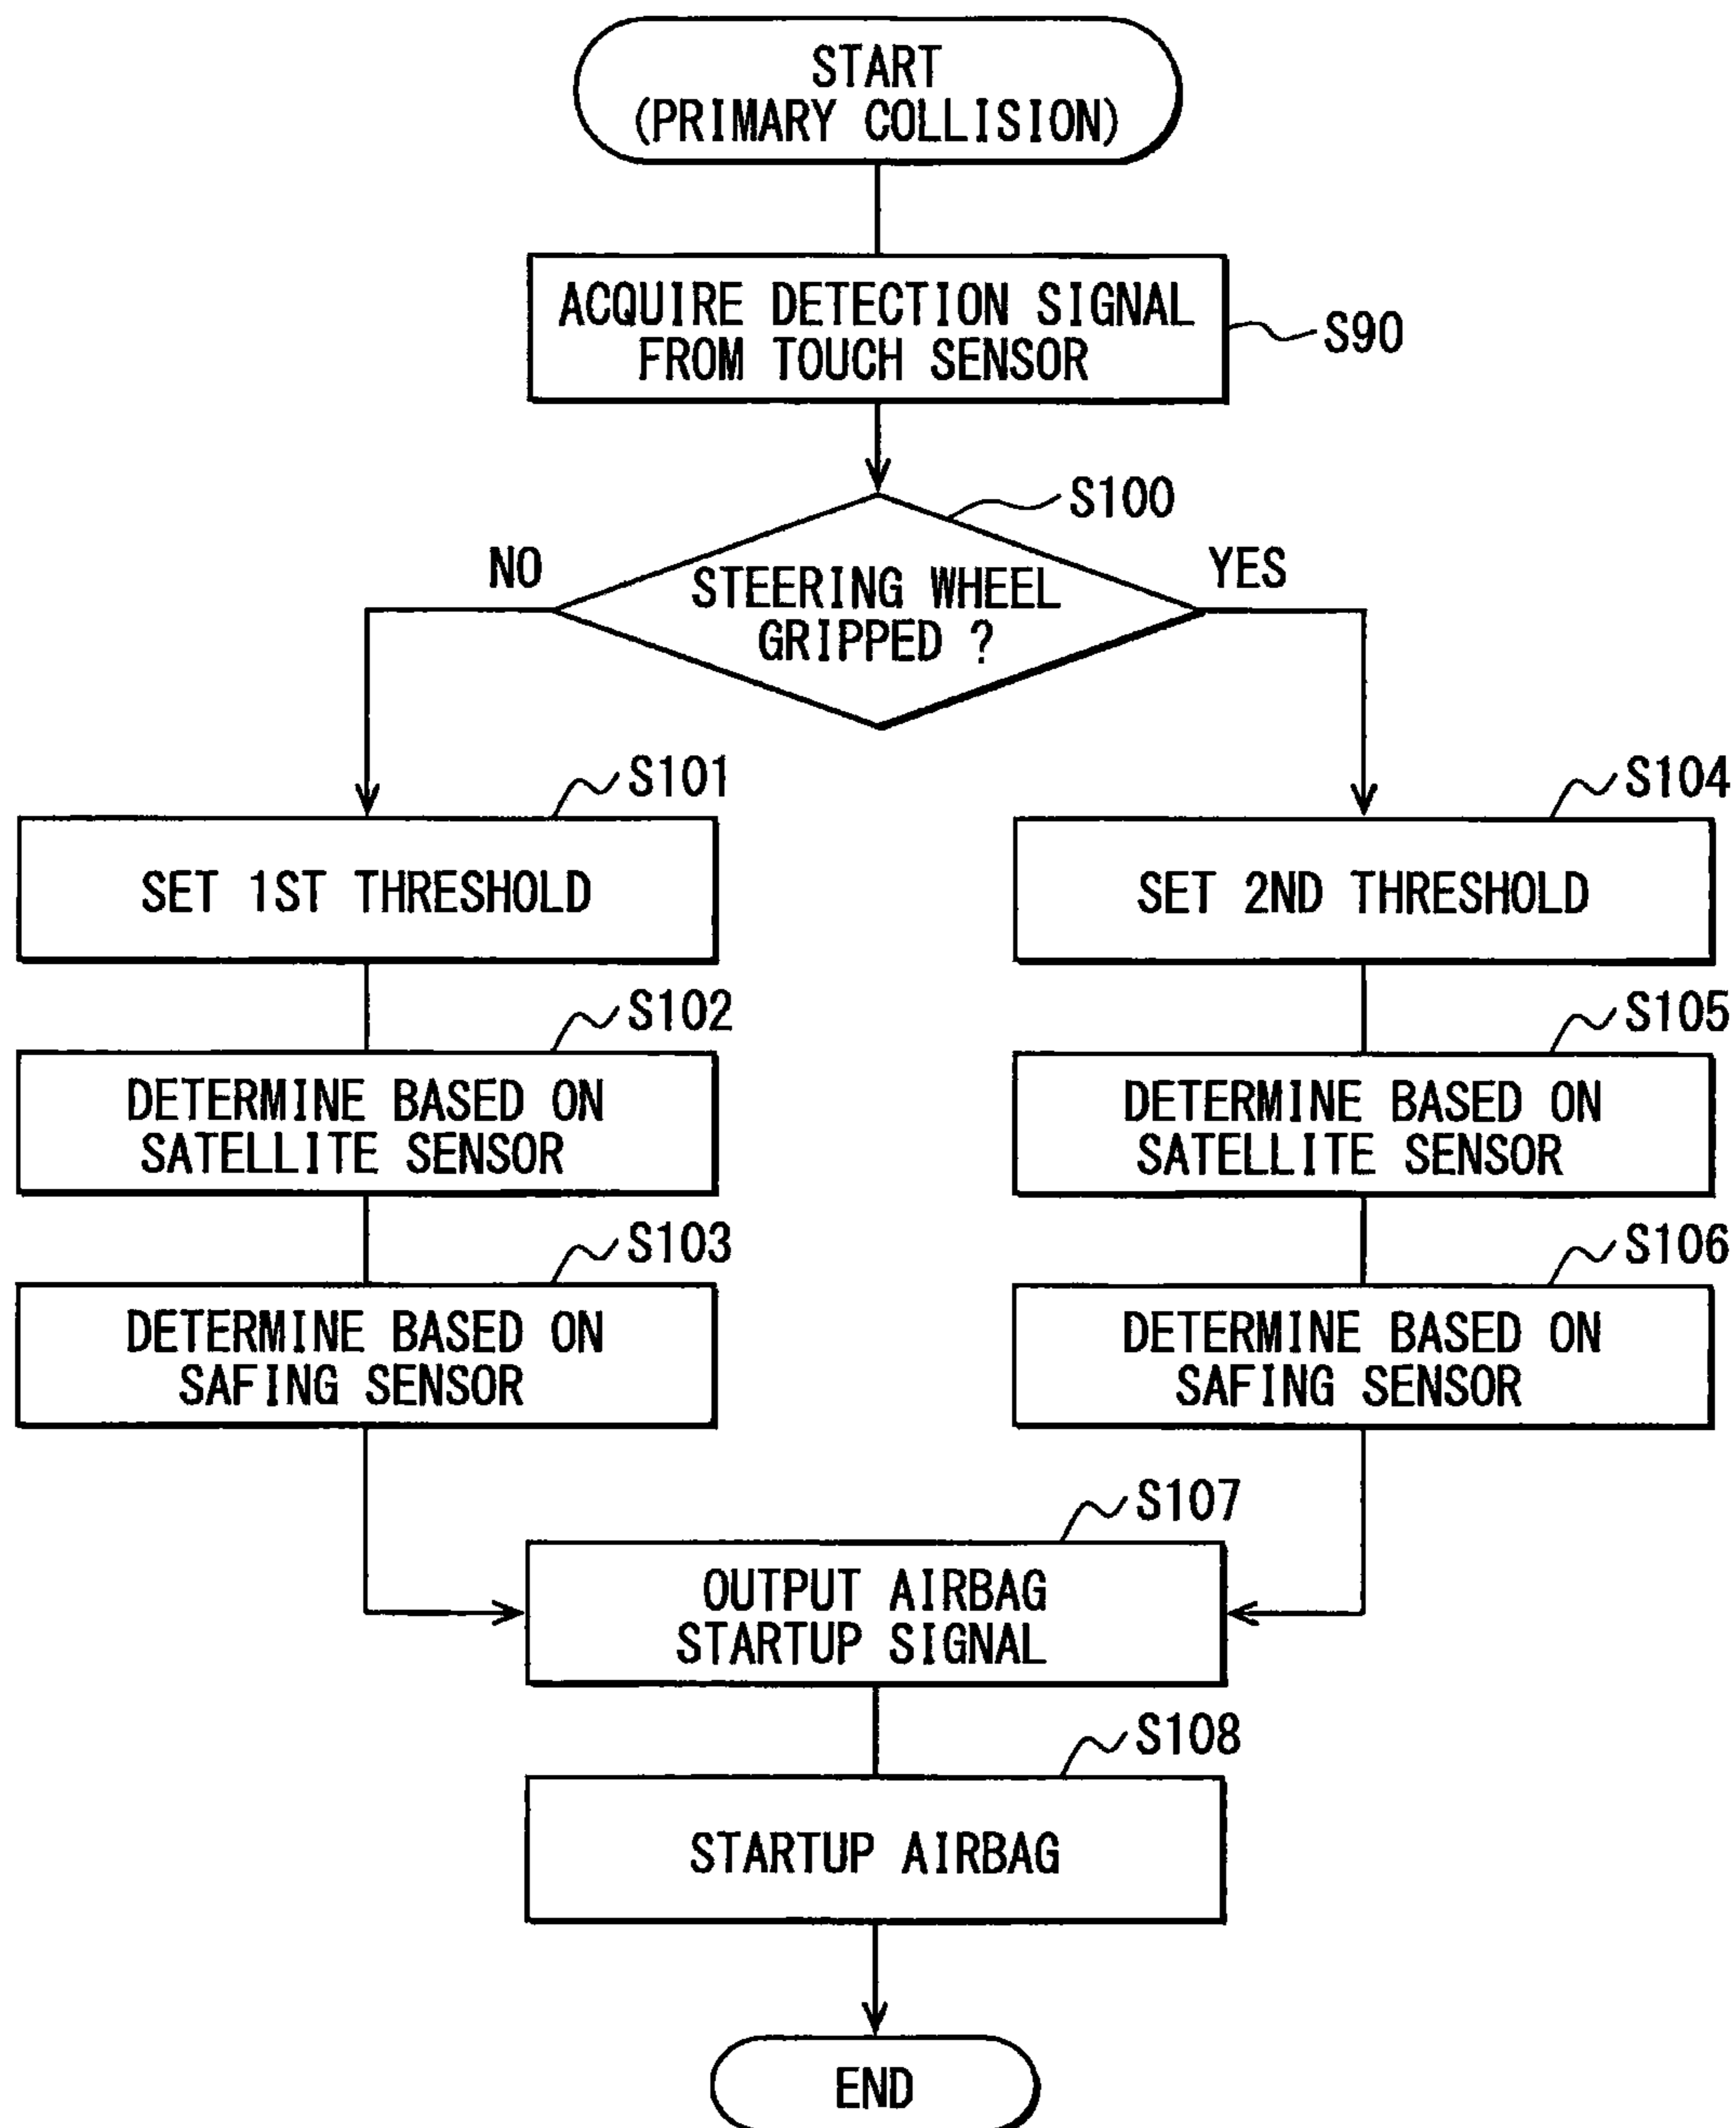 START
(PRIMARY COLLISION)
ACQUIRE DETECTION SIGNAL
FROM TOUCH SENSOR
S90
S100
NO
STEERING WHEEL
GRIPPED ?
YES
S101
SET 1ST THRESHOLD
S102
DETERMINE BASED ON
SATELLITE SENSOR
S103
DETERMINE BASED ON
SAFING SENSOR
S104
SET 2ND THRESHOLD
S105
DETERMINE BASED ON
SATELLITE SENSOR
S106
DETERMINE BASED ON
SAFING SENSOR
S107
OUTPUT AIRBAG
STARTUP SIGNAL
S108
STARTUP AIRBAG
END